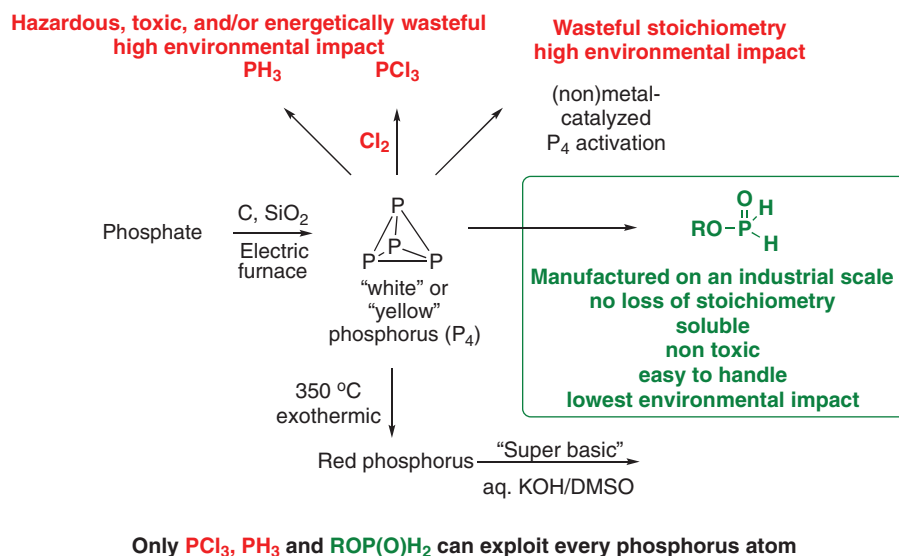 Hazardous, toxic, and/or energetically wasteful
high environmental impact
PH₃ PCl₃
Wasteful stoichiometry
high environmental impact
(non)metal-
catalyzed
P₄ activation
Cl₂
Phosphate
C, SiO₂
Electric
furnace
P
P
P P
"white" or
"yellow"
phosphorus (P₄)
O
H
RO–P
H
Manufactured on an industrial scale
no loss of stoichiometry
soluble
non toxic
easy to handle
lowest environmental impact
350 °C
exothermic
Red phosphorus
"Super basic"
aq. KOH/DMSO
Only PCl₃, PH₃ and ROP(O)H₂ can exploit every phosphorus atom